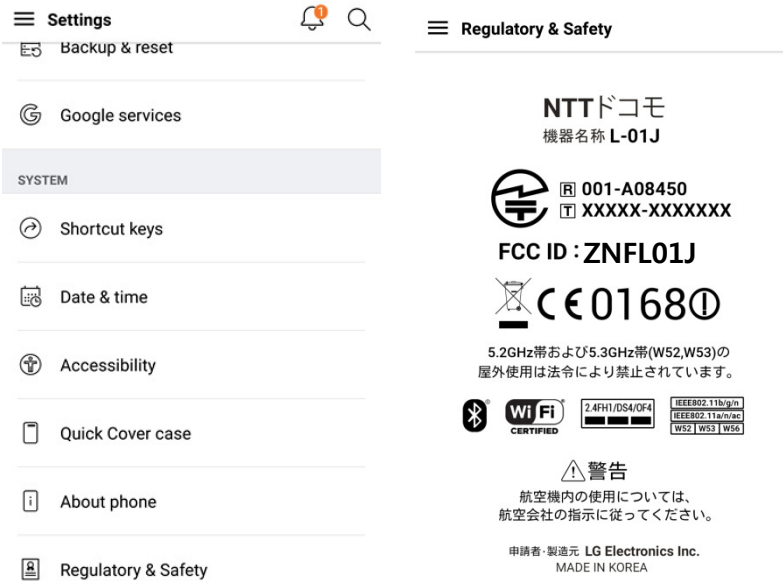 Settings
1
Backup & reset
Google services
SYSTEM
Shortcut keys
Date & time
Accessibility
Quick Cover case
About phone
Regulatory & Safety
Regulatory & Safety
NTTドコモ
機器名称 L-01J
R 001-A08450
T XXXXX-XXXXXXX
FCC ID : ZNFL01J
CE0168
5.2GHz帯および5.3GHz帯(W52,W53)の
屋外使用は法令により禁止されています。
Wi Fi
CERTIFIED
2.4FH1/DS4/OF4
IEEE802.11b/g/n
IEEE802.11a/n/ac
W52 W53 W56
警告
航空機内の使用については、
航空会社の指示に従ってください。
申請者・製造元 LG Electronics Inc.
MADE IN KOREA